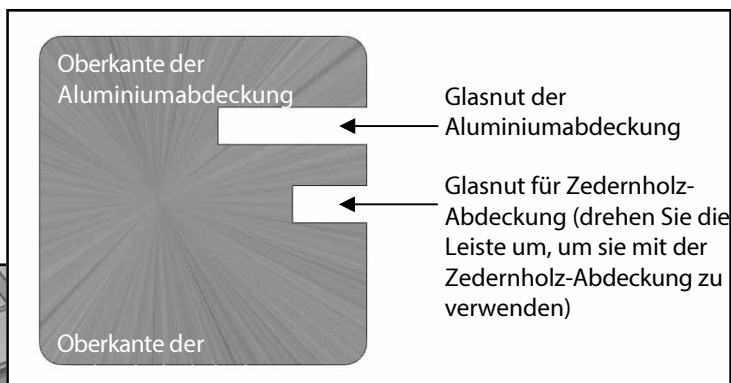 Oberkante der
Aluminiumabdeckung
Glasnut der
Aluminiumabdeckung
Glasnut für Zedernholz-
Abdeckung (drehen Sie die
Leiste um, um sie mit der
Zedernholz-Abdeckung zu
verwenden)
Oberkante der